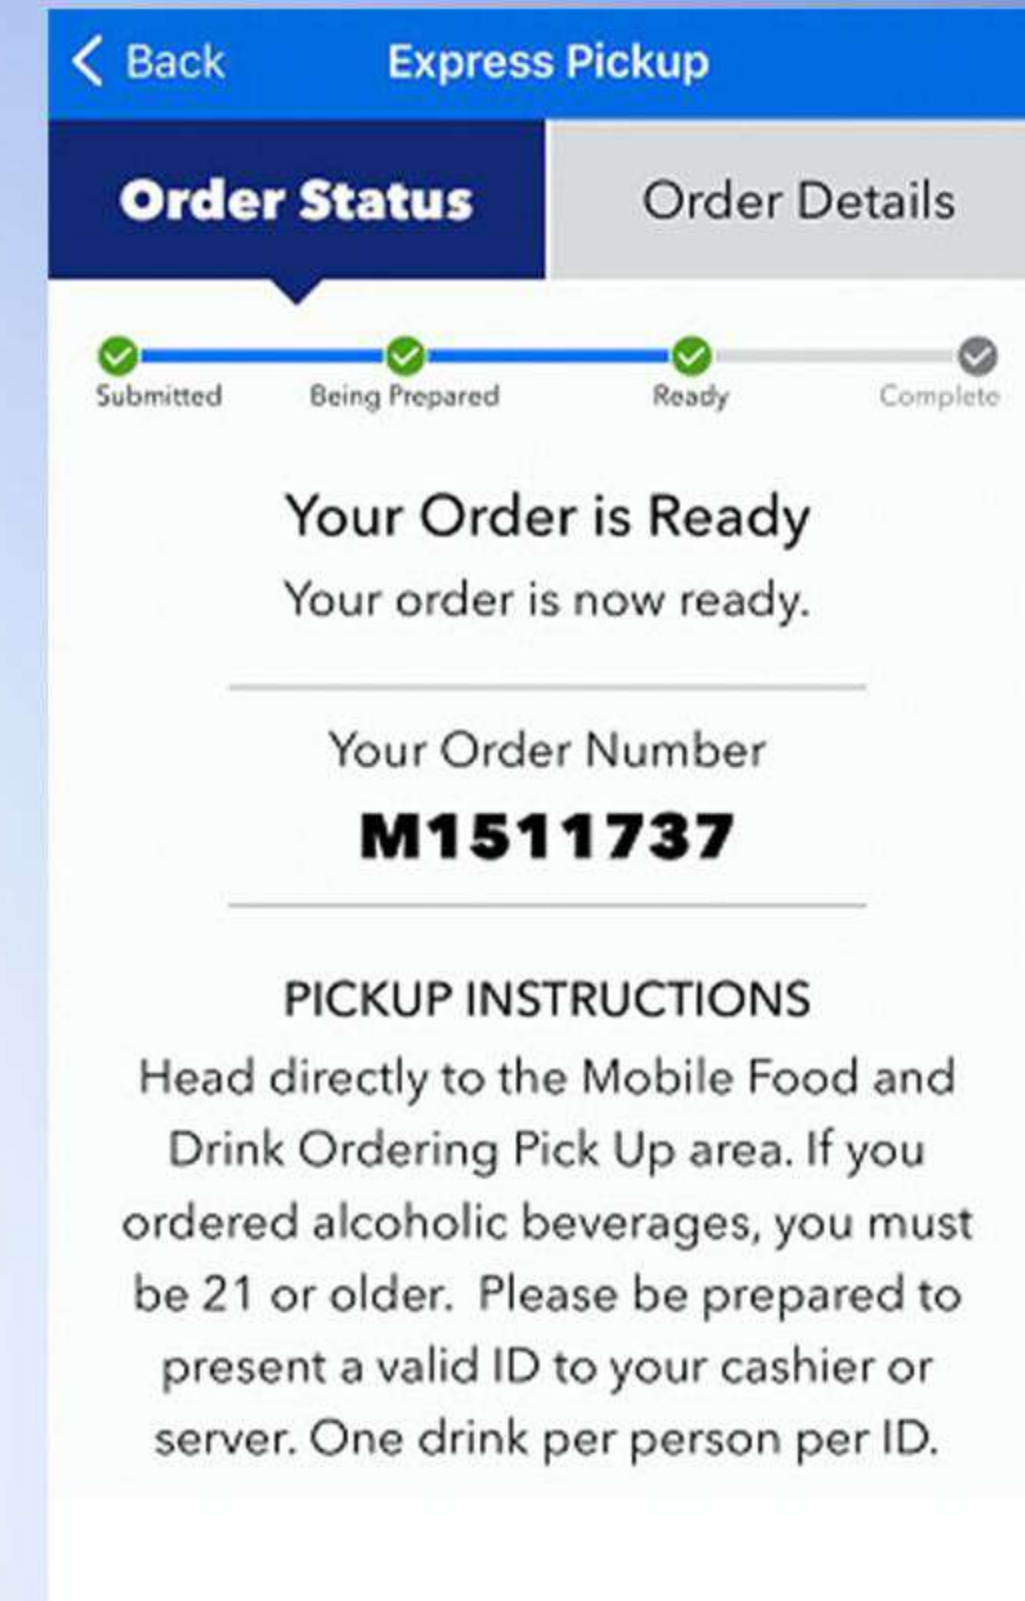 Back
Express Pickup
Order Status
Order Details
Submitted
Being Prepared
Ready
Complete
Your Order is Ready
Your order is now ready.
Your Order Number
M1511737
PICKUP INSTRUCTIONS
Head directly to the Mobile Food and
Drink Ordering Pick Up area. If you
ordered alcoholic beverages, you must
be 21 or older.  Please be prepared to
present a valid ID to your cashier or
server. One drink per person per ID.